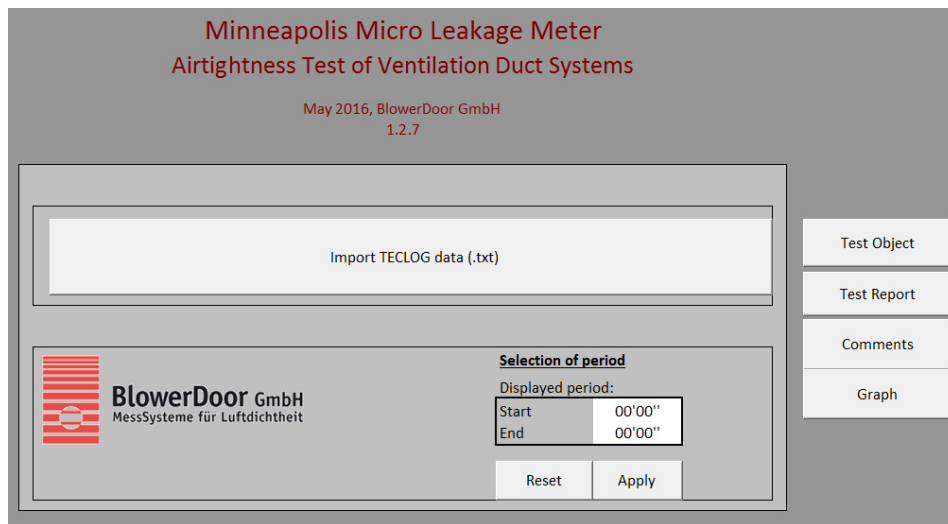 Minneapolis Micro Leakage Meter
Airtightness Test of Ventilation Duct Systems
May 2016, BlowerDoor GmbH
1.2.7
Import TECLOG data (.txt)
Test Object
Test Report
Comments
Graph
BlowerDoor GmbH
MessSysteme für Luftdichtheit
Selection of period
Displayed period:
Start 00'00''
End 00'00''
Reset Apply